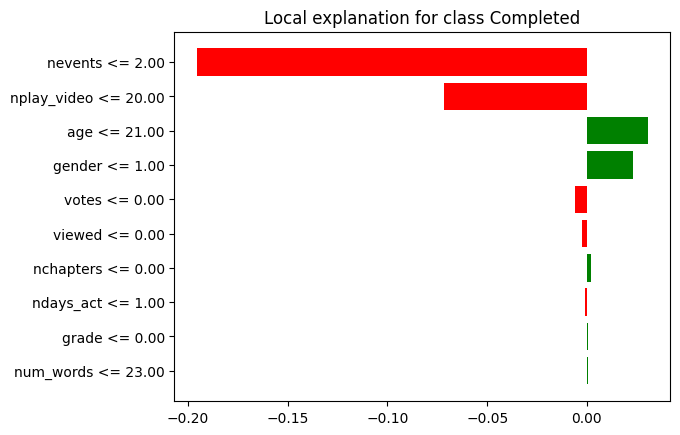 Local explanation for class Completed
nevents <= 2.00
nplay_video <= 20.00
age <= 21.00
gender <= 1.00
votes <= 0.00
viewed <= 0.00
nchapters <= 0.00
ndays_act <= 1.00
grade <= 0.00
num_words <= 23.00
−0.20 −0.15 −0.10 −0.05 0.00